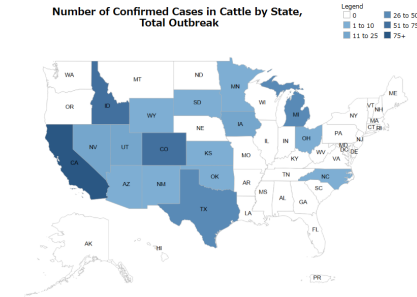 Number of Confirmed Cases in Cattle by State,
Total Outbreak
Legend
0
1 to 10
11 to 25
26 to 50
51 to 75
75+
WA
MT
ND
MN
ME
OR
ID
SD
WI
MI
VT
NH
NY
MA
CT
WY
IA
NE
PA
NJ
NV
UT
CO
IL
IN
OH
MD
DE
DC
WV
VA
CA
KS
MO
KY
AZ
NM
OK
AR
TN
NC
SC
TX
LA
MS
AL
GA
FL
AK
HI
PR